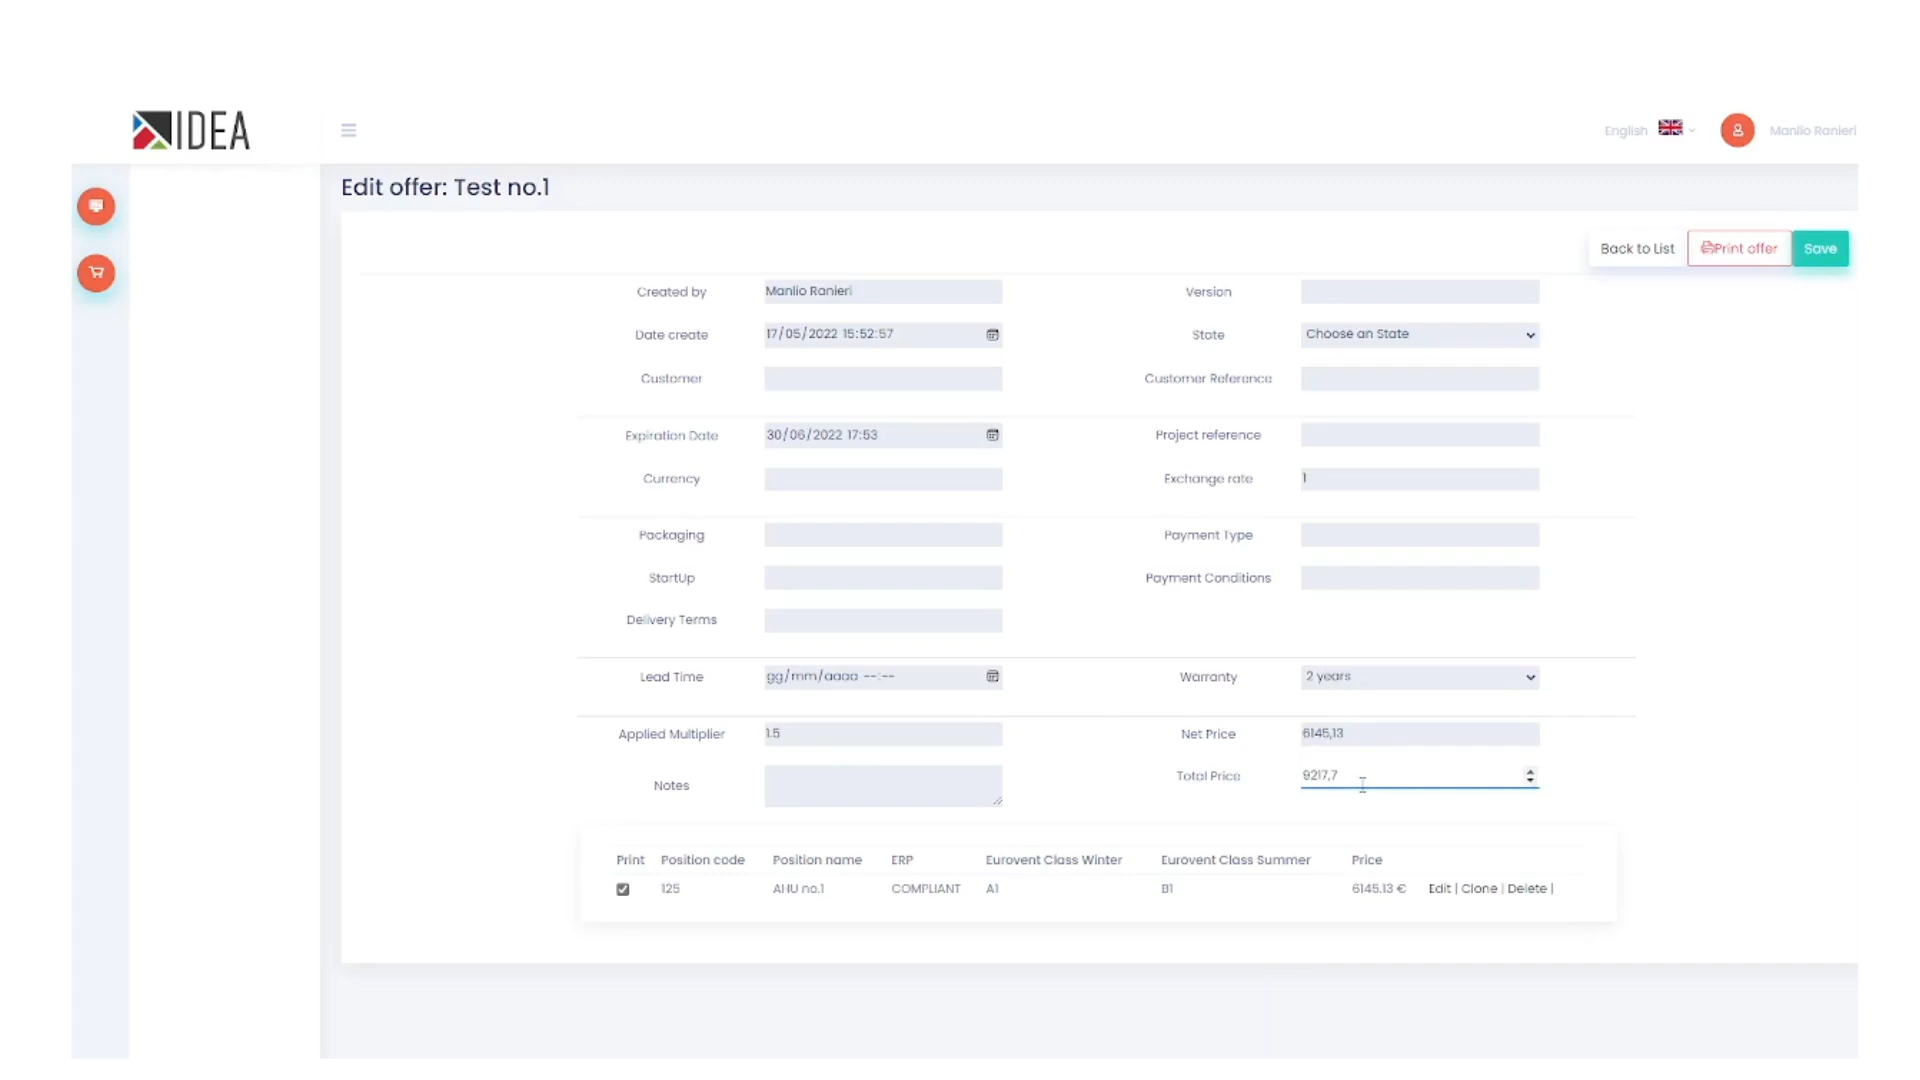 IDEA
English
Manlio Ranieri
Edit offer: Test no.1
Back to List
Print offer
Save
Created by
Manlio Ranieri
Version
Date create
17/05/2022 15:52:57
State
Choose an State
Customer
Customer Reference
Expiration Date
30/06/2022 17:53
Project reference
Currency
Exchange rate
1
Packaging
Payment Type
StartUp
Payment Conditions
Delivery Terms
Lead Time
gg/mm/aaaa --:--
Warranty
2 years
Applied Multiplier
1.5
Net Price
6145,13
Notes
Total Price
9217,7
Print Position code Position name ERP Eurovent Class Winter Eurovent Class Summer Price
125 AHU no.1 COMPLIANT A1 B1 6145.13 € Edit | Clone | Delete |